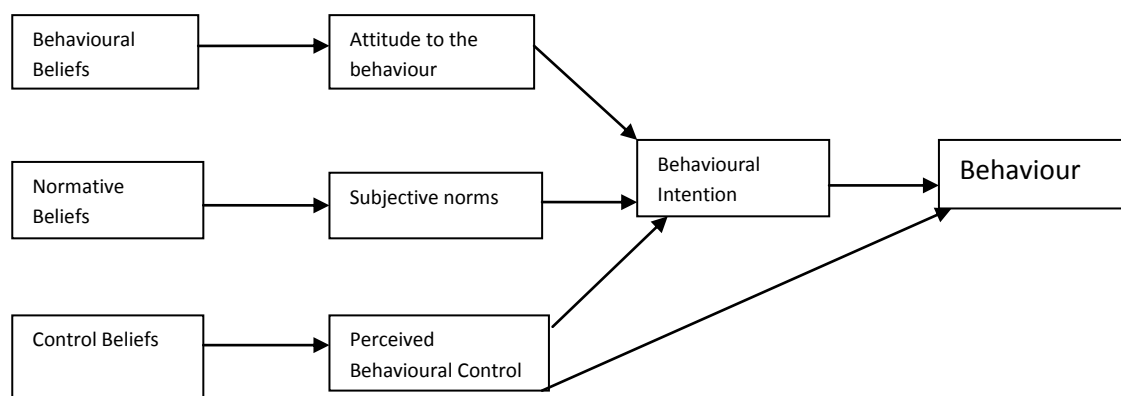 Behavioural
Beliefs
Attitude to the
behaviour
Normative
Beliefs
Subjective norms
Behavioural
Intention
Behaviour
Control Beliefs
Perceived
Behavioural Control